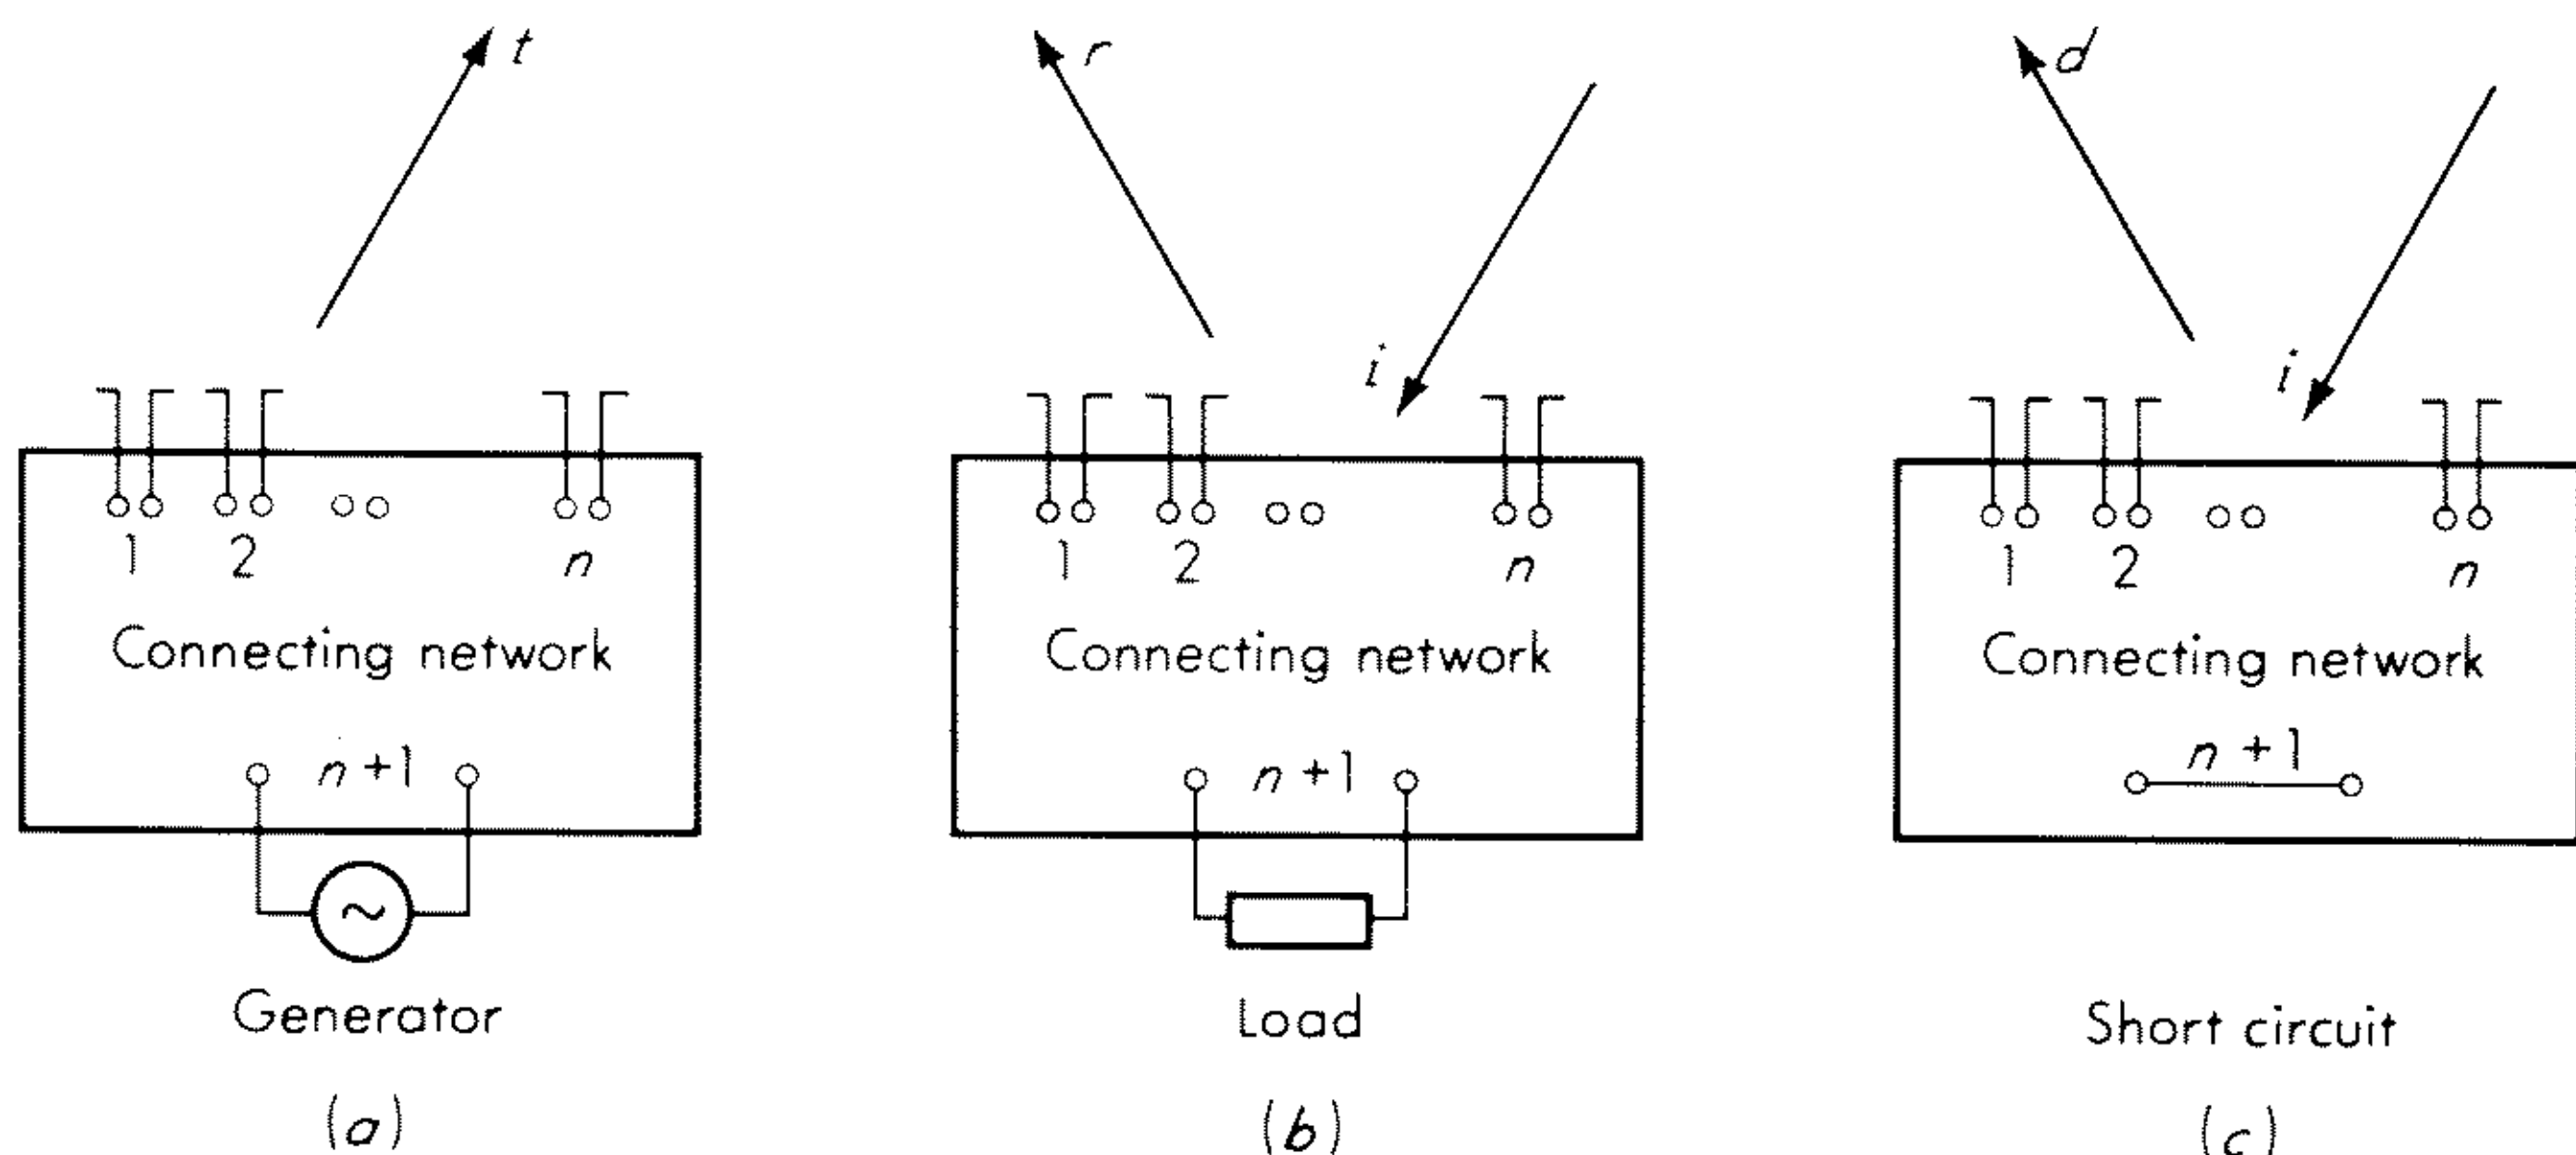 t
r
i
d
i
1 2 n
Connecting network
n + 1
~
Generator
(a)
1 2 n
Connecting network
n + 1
Load
(b)
1 2 n
Connecting network
n + 1
Short circuit
(c)